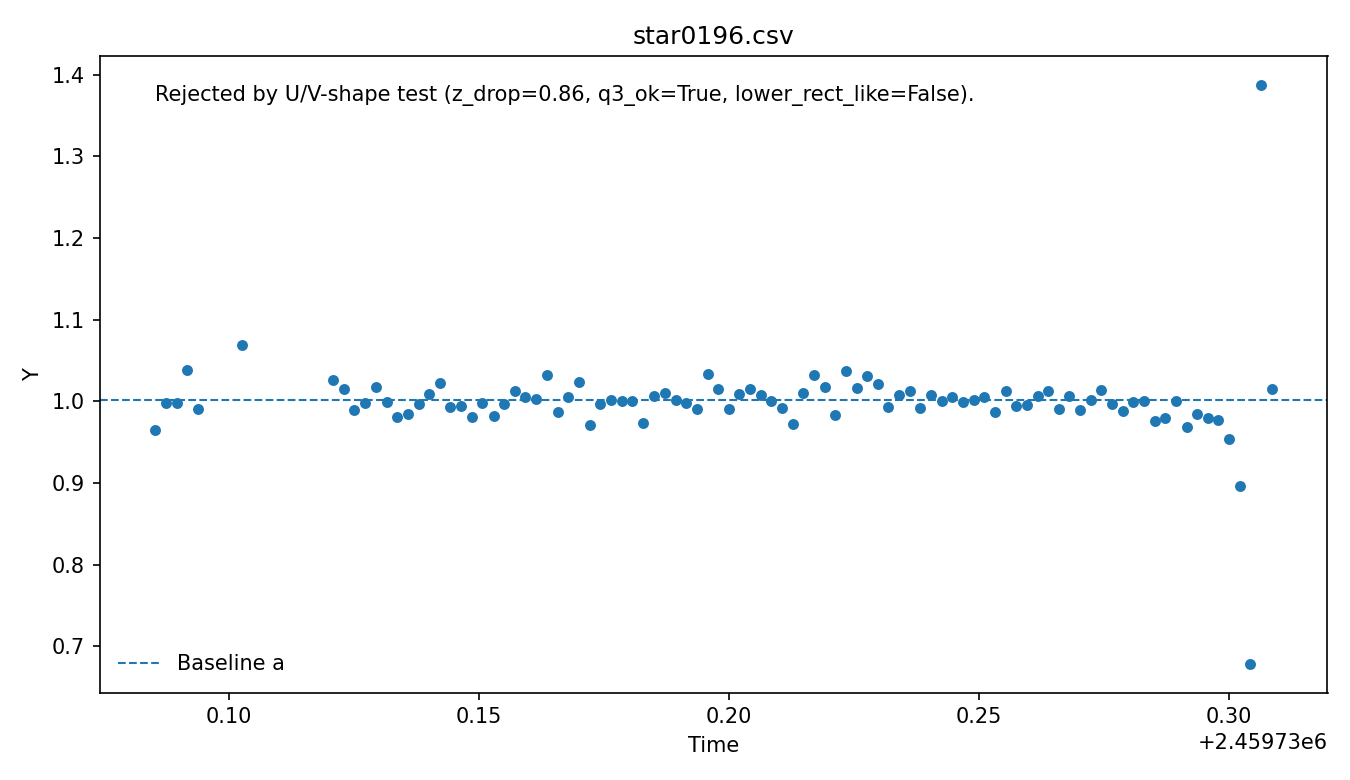 star0196.csv
Rejected by U/V-shape test (z_drop=0.86, q3_ok=True, lower_rect_like=False).
1.4
1.3
1.2
1.1
1.0
0.9
0.8
0.7
Y
Baseline a
0.10 0.15 0.20 0.25 0.30
Time
+2.45973e6